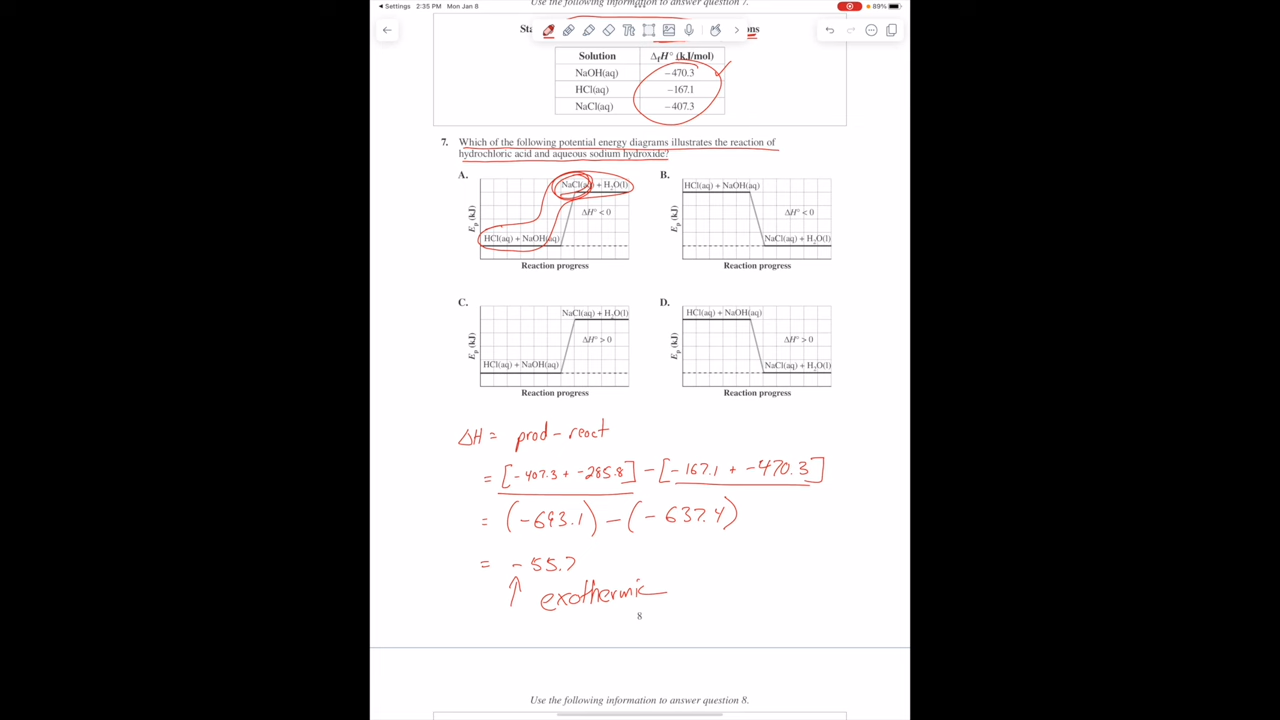 Settings 2:35 PM Mon Jan 8 89%
Use the following information to answer question 7.
Sta ons
Solution ΔfH° (kJ/mol)
NaOH(aq) −470.3
HCl(aq) −167.1
NaCl(aq) −407.3
7. Which of the following potential energy diagrams illustrates the reaction of
hydrochloric acid and aqueous sodium hydroxide?
A.
NaCl(aq) + H₂O(l)
ΔH° < 0
Ep (kJ)
HCl(aq) + NaOH(aq)
Reaction progress
B.
HCl(aq) + NaOH(aq)
ΔH° < 0
Ep (kJ)
NaCl(aq) + H₂O(l)
Reaction progress
C.
NaCl(aq) + H₂O(l)
ΔH° > 0
Ep (kJ)
HCl(aq) + NaOH(aq)
Reaction progress
D.
HCl(aq) + NaOH(aq)
ΔH° > 0
Ep (kJ)
NaCl(aq) + H₂O(l)
Reaction progress
ΔH = prod - react
= [-407.3 + -285.8] - [-167.1 + -470.3]
= (-693.1) - (-637.4)
= -55.7
↑ exothermic
8
Use the following information to answer question 8.